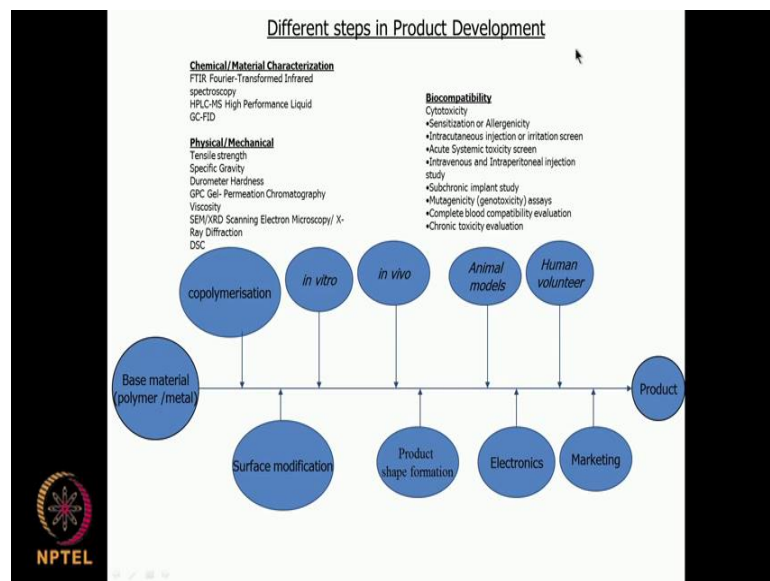 Different steps in Product Development
Chemical/Material Characterization
FTIR Fourier-Transformed Infrared
spectroscopy
HPLC-MS High Performance Liquid
GC-FID
Physical/Mechanical
Tensile strength
Specific Gravity
Durometer Hardness
GPC Gel- Permeation Chromatography
Viscosity
SEM/XRD Scanning Electron Microscopy/ X-
Ray Diffraction
DSC
Biocompatibility
Cytotoxicity
•Sensitization or Allergenicity
•Intracutaneous injection or irritation screen
•Acute Systemic toxicity screen
•Intravenous and Intraperitoneal injection
study
•Subchronic implant study
•Mutagenicity (genotoxicity) assays
•Complete blood compatibility evaluation
•Chronic toxicity evaluation
copolymerisation
in vitro
in vivo
Animal
models
Human
volunteer
Base material
(polymer /metal)
Product
Surface modification
Product
shape formation
Electronics
Marketing
NPTEL